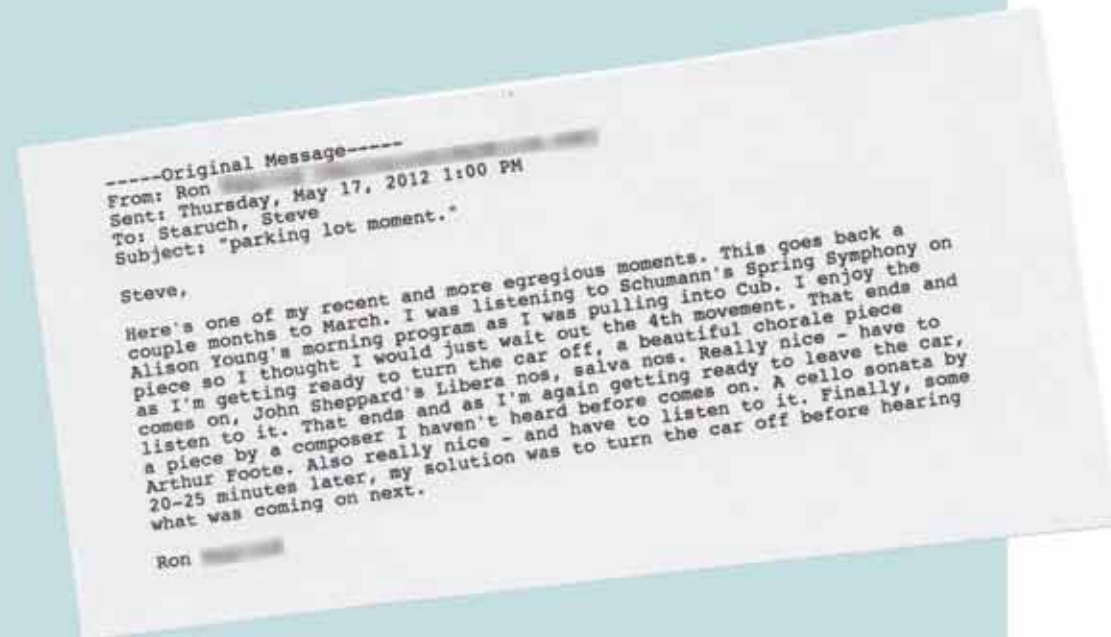 -----Original Message-----
From: Ron
Sent: Thursday, May 17, 2012 1:00 PM
To: Staruch, Steve
Subject: "parking lot moment."
Steve,
Here's one of my recent and more egregious moments. This goes back a
couple months to March. I was listening to Schumann's Spring Symphony on
Alison Young's morning program as I was pulling into Cub. I enjoy the
piece so I thought I would just wait out the 4th movement. That ends and
as I'm getting ready to turn the car off, a beautiful chorale piece
comes on, John Sheppard's Libera nos, salva nos. Really nice - have to
listen to it. That ends and as I'm again getting ready to leave the car,
a piece by a composer I haven't heard before comes on. A cello sonata by
Arthur Foote. Also really nice - and have to listen to it. Finally, some
20-25 minutes later, my solution was to turn the car off before hearing
what was coming on next.
Ron